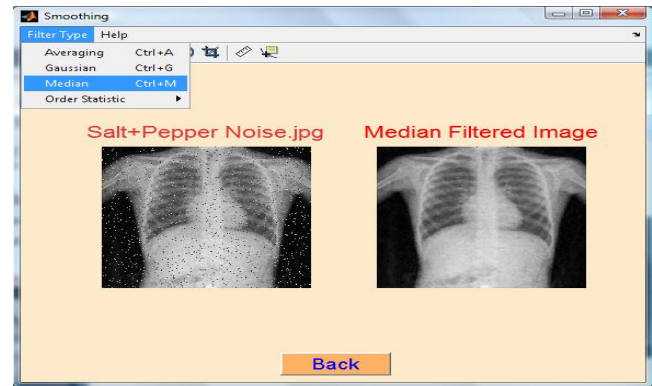 Smoothing
Filter Type Help
Averaging Ctrl+A
Gaussian Ctrl+G
Median Ctrl+M
Order Statistic
Salt+Pepper Noise.jpg Median Filtered Image
Back